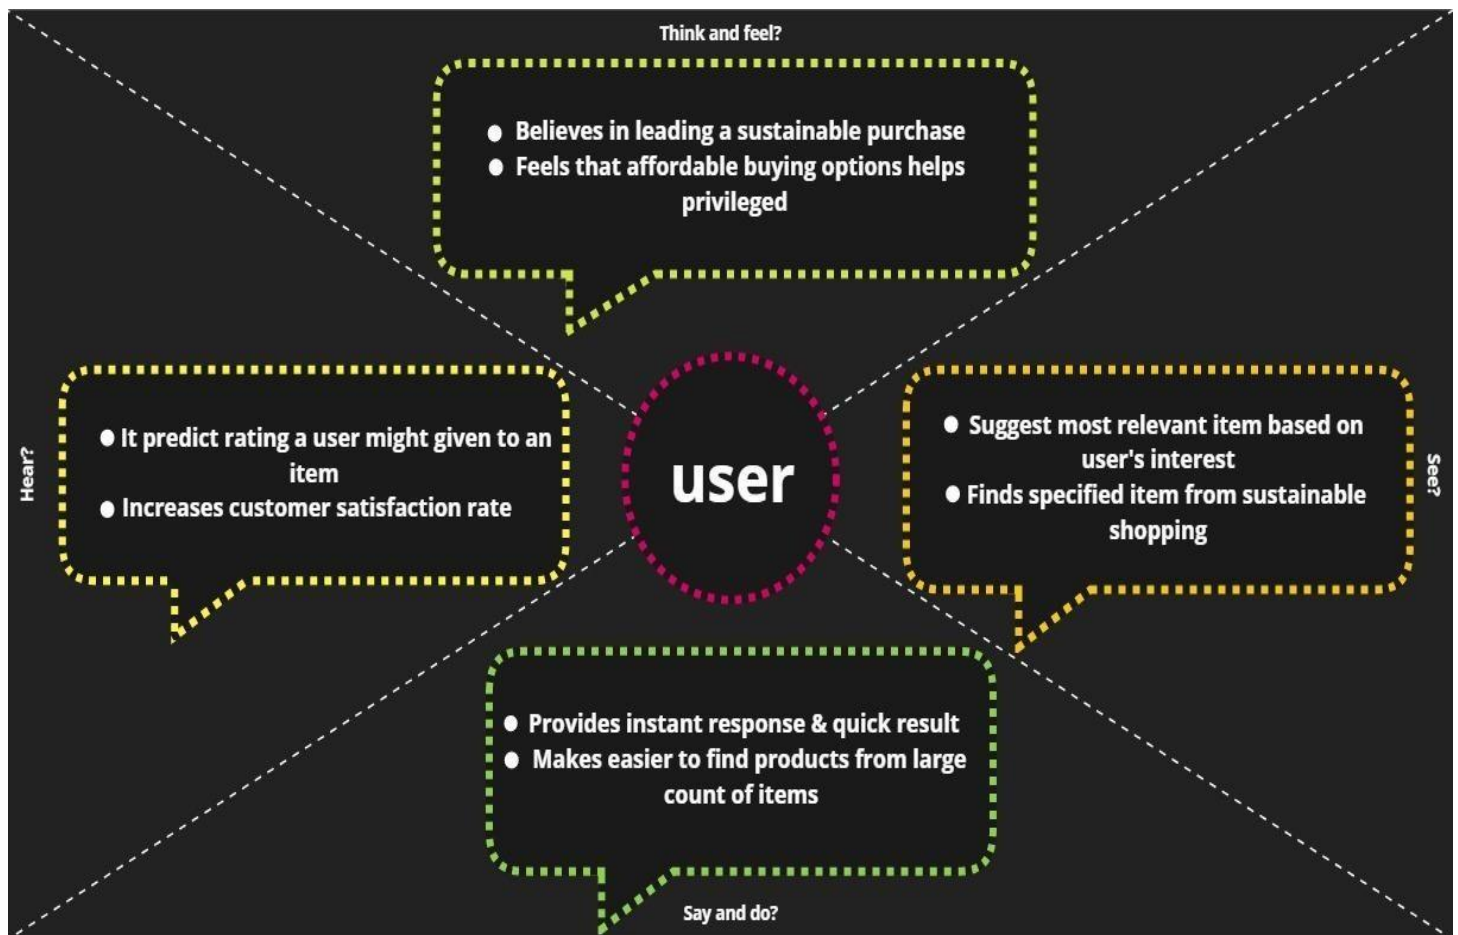 Think and feel?
● Believes in leading a sustainable purchase
● Feels that affordable buying options helps
privileged
Hear?
● It predict rating a user might given to an
item
● Increases customer satisfaction rate
user
● Suggest most relevant item based on
user's interest
● Finds specified item from sustainable
shopping
See?
● Provides instant response & quick result
● Makes easier to find products from large
count of items
Say and do?